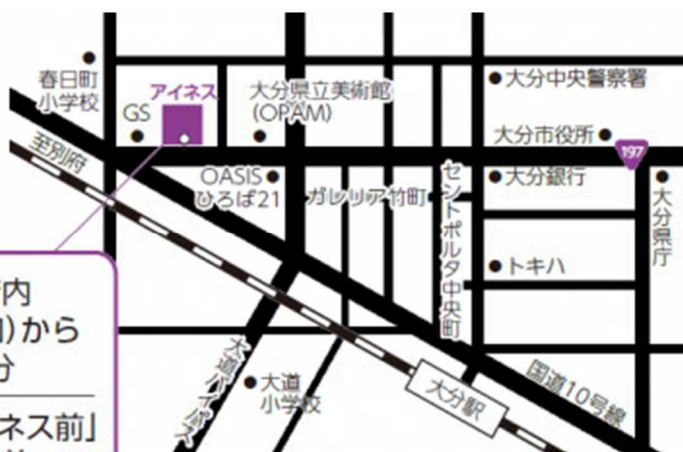 春日町
小学校
アイネス
GS
大分県立美術館
(OPAM)
大分中央警察署
大分市役所
197
至別府
OASIS
ひろば21
ガレリア竹町
セントポルタ中央町
大分銀行
大分県庁
トキハ
内
から
分
ネス前」
大道バイパス
大道
小学校
大分駅
国道10号線